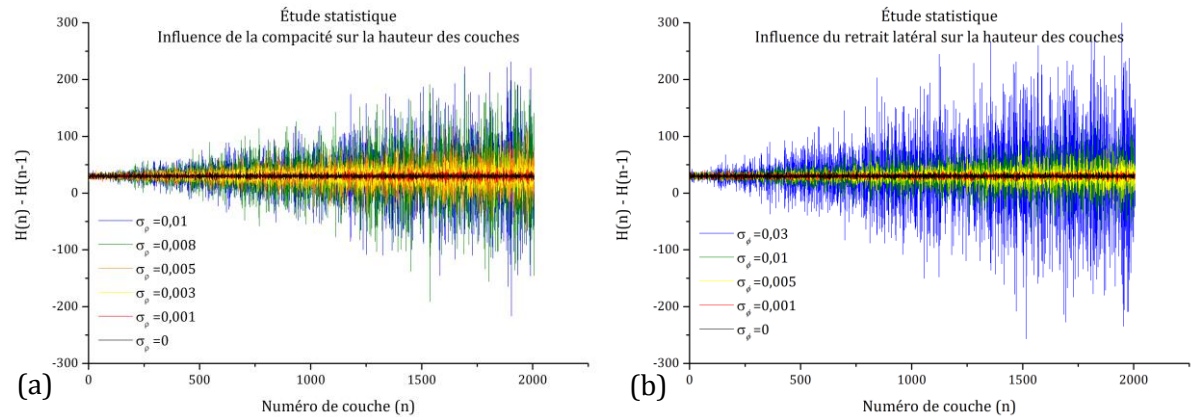 Étude statistique
Influence de la compacité sur la hauteur des couches
300
200
100
0
-100
-200
-300
H(n) - H(n-1)
σρ =0,01
σρ =0,008
σρ =0,005
σρ =0,003
σρ =0,001
σρ =0
0
500
1000
1500
2000
Numéro de couche (n)
(a)
Étude statistique
Influence du retrait latéral sur la hauteur des couches
300
200
100
0
-100
-200
-300
H(n) - H(n-1)
σϕ =0,03
σϕ =0,01
σϕ =0,005
σϕ =0,001
σϕ =0
0
500
1000
1500
2000
Numéro de couche (n)
(b)